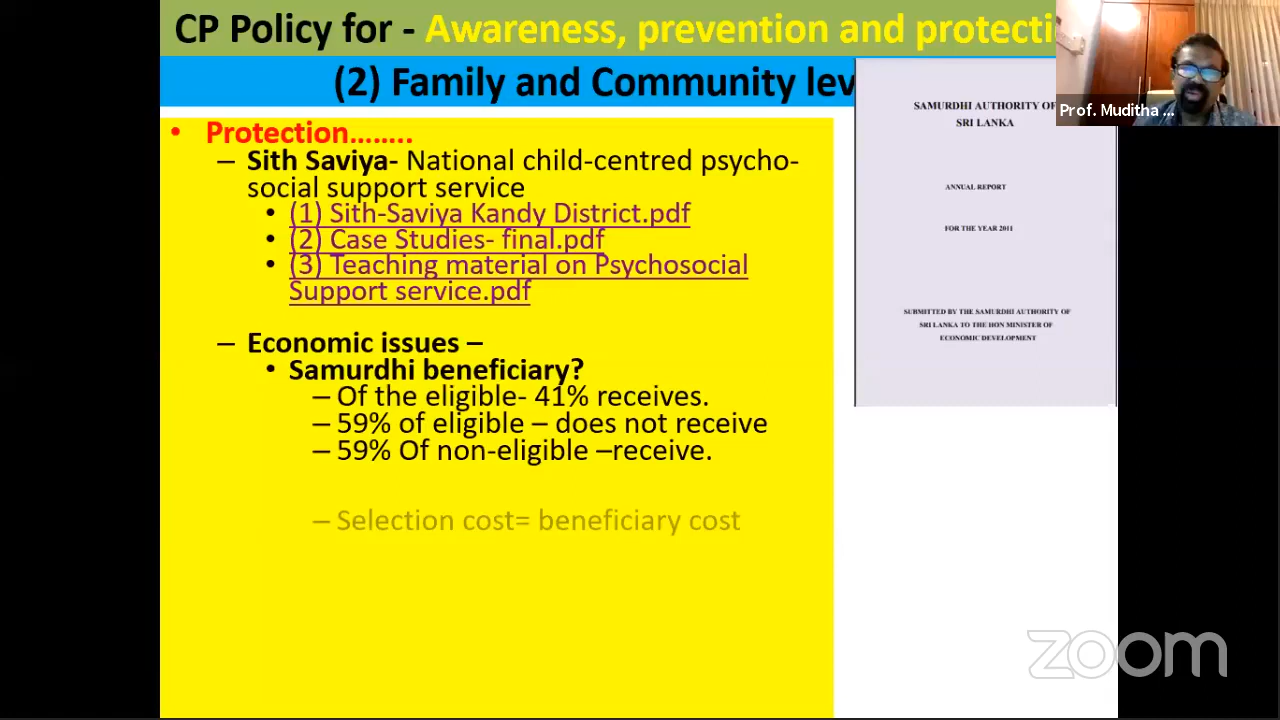 CP Policy for - Awareness, prevention and protecti
(2) Family and Community lev
• Protection……..
– Sith Saviya- National child-centred psycho-
social support service
• (1) Sith-Saviya Kandy District.pdf
• (2) Case Studies- final.pdf
• (3) Teaching material on Psychosocial
Support service.pdf
– Economic issues –
• Samurdhi beneficiary?
– Of the eligible- 41% receives.
– 59% of eligible – does not receive
– 59% Of non-eligible –receive.
– Selection cost= beneficiary cost
SAMURDHI AUTHORITY OF
SRI LANKA
ANNUAL REPORT
FOR THE YEAR 2011
SUBMITTED BY THE SAMURDHI AUTHORITY OF
SRI LANKA TO THE HON MINISTER OF
ECONOMIC DEVELOPMENT
Prof. Muditha ...
zoom